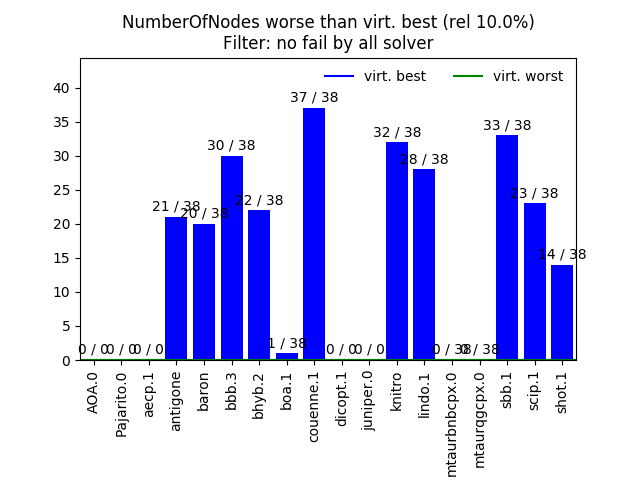 NumberOfNodes worse than virt. best (rel 10.0%)
Filter: no fail by all solver
virt. best
virt. worst
40
35
30
25
20
15
10
5
0
0 / 0
0 / 0
0 / 0
21 / 38
20 / 38
30 / 38
22 / 38
1 / 38
37 / 38
0 / 0
0 / 0
32 / 38
28 / 38
0 / 38
0 / 38
33 / 38
23 / 38
14 / 38
AOA.0
Pajarito.0
aecp.1
antigone
baron
bbb.3
bhyb.2
boa.1
couenne.1
dicopt.1
juniper.0
knitro
lindo.1
mtaurbnbcpx.0
mtaurqgcpx.0
sbb.1
scip.1
shot.1